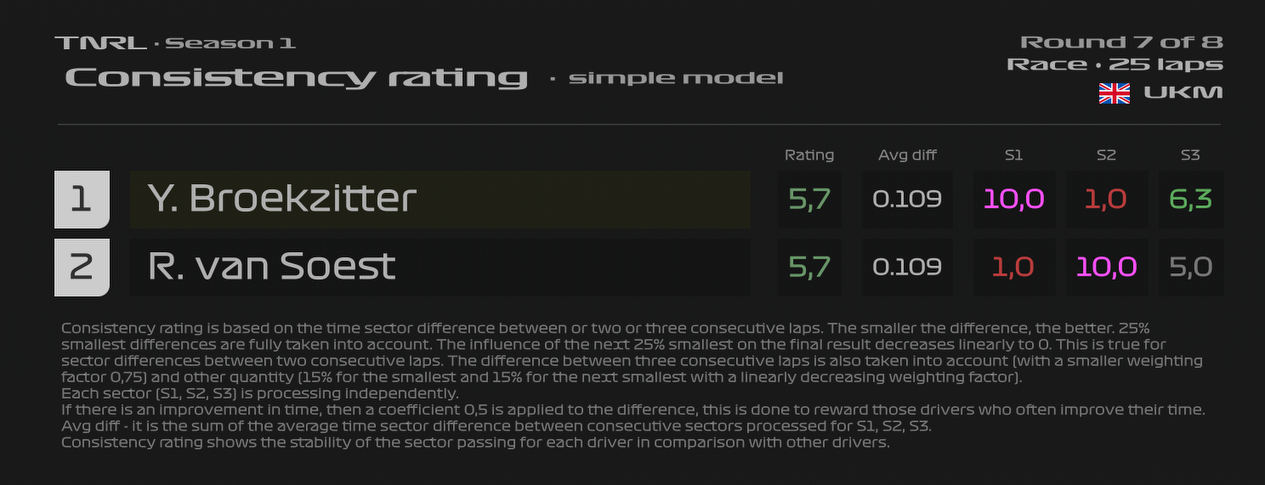 TNRL · Season 1
Consistency rating · simple model
Round 7 of 8
Race · 25 laps
UKM
Rating Avg diff S1 S2 S3
1 Y. Broekzitter 5,7 0.109 10,0 1,0 6,3
2 R. van Soest 5,7 0.109 1,0 10,0 5,0
Consistency rating is based on the time sector difference between or two or three consecutive laps. The smaller the difference, the better. 25%
smallest differences are fully taken into account. The influence of the next 25% smallest on the final result decreases linearly to 0. This is true for
sector differences between two consecutive laps. The difference between three consecutive laps is also taken into account (with a smaller weighting
factor 0,75) and other quantity (15% for the smallest and 15% for the next smallest with a linearly decreasing weighting factor).
Each sector (S1, S2, S3) is processing independently.
If there is an improvement in time, then a coefficient 0,5 is applied to the difference, this is done to reward those drivers who often improve their time.
Avg diff - it is the sum of the average time sector difference between consecutive sectors processed for S1, S2, S3.
Consistency rating shows the stability of the sector passing for each driver in comparison with other drivers.